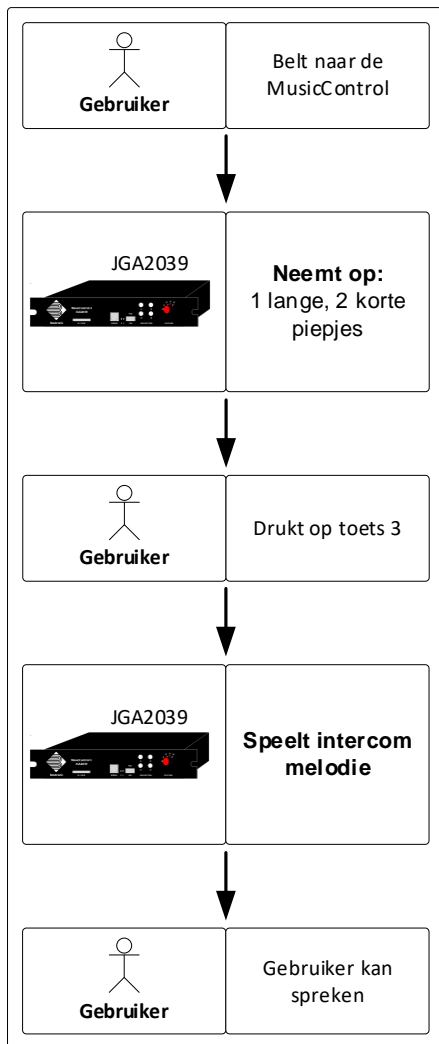 Gebruiker
Belt naar de
MusicControl
JGA2039
Neemt op:
1 lange, 2 korte
piepjes
Gebruiker
Drukt op toets 3
JGA2039
Speelt intercom
melodie
Gebruiker
Gebruiker kan
spreken